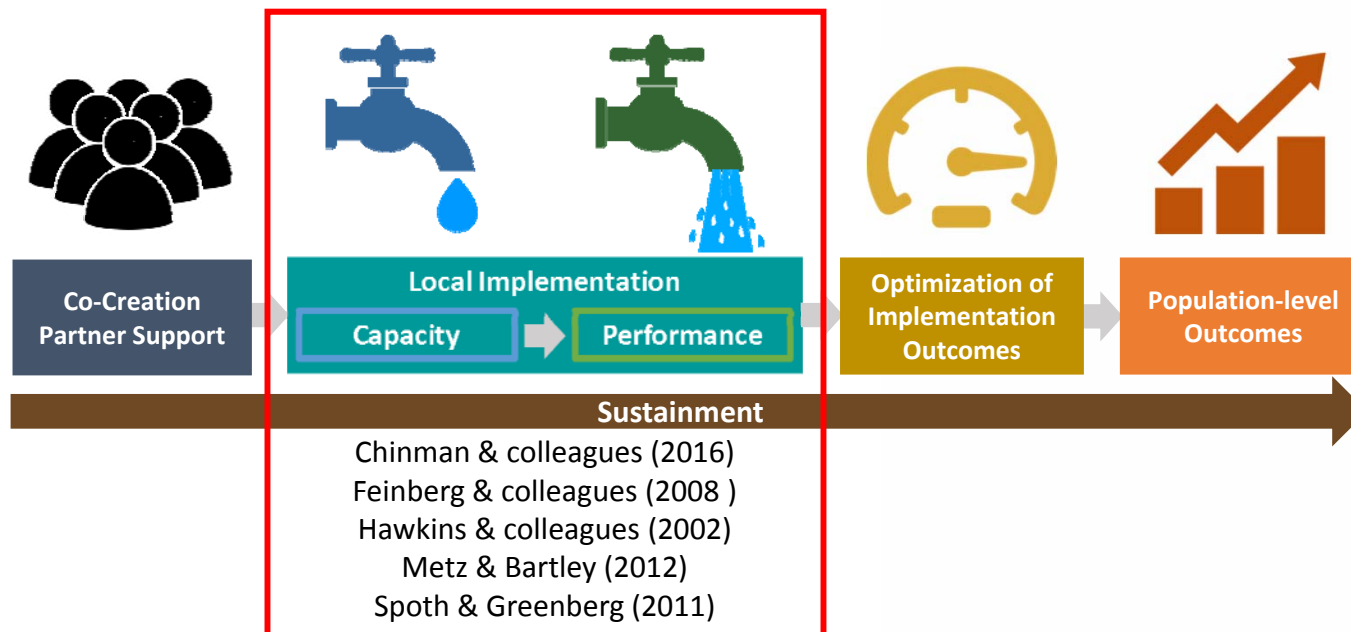 Co-Creation
Partner Support
Local Implementation
Capacity
Performance
Optimization of
Implementation
Outcomes
Population-level
Outcomes
Sustainment
Chinman & colleagues (2016)
Feinberg & colleagues (2008 )
Hawkins & colleagues (2002)
Metz & Bartley (2012)
Spoth & Greenberg (2011)